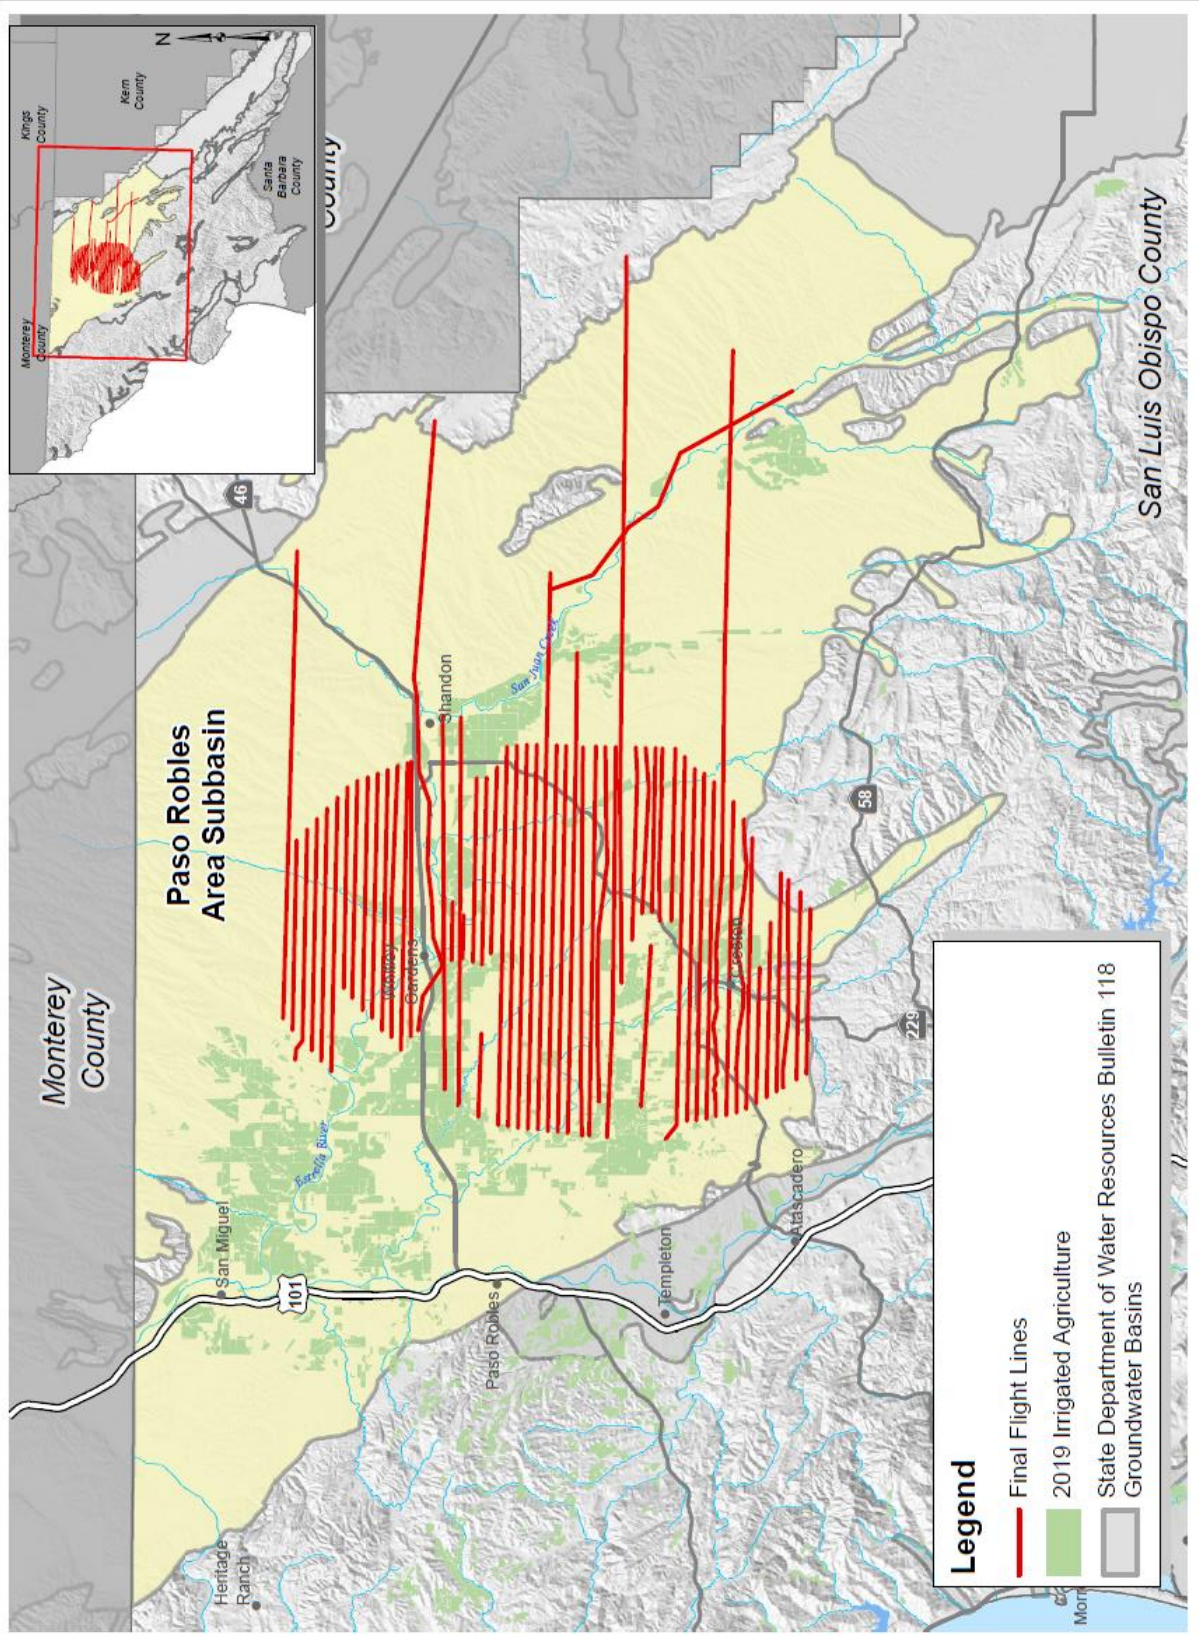 Monterey
County
Kings
County
Kern
County
Santa
Barbara
County
N
County
46
Monterey
County
Paso Robles
Area Subbasin
San Miguel
101
Estrella River
Whitley
Gardens
Shandon
San Juan Creek
Heritage
Ranch
Paso Robles
Templeton
Atascadero
Creston
58
229
San Luis Obispo County
Legend
Final Flight Lines
2019 Irrigated Agriculture
State Department of Water Resources Bulletin 118
Groundwater Basins